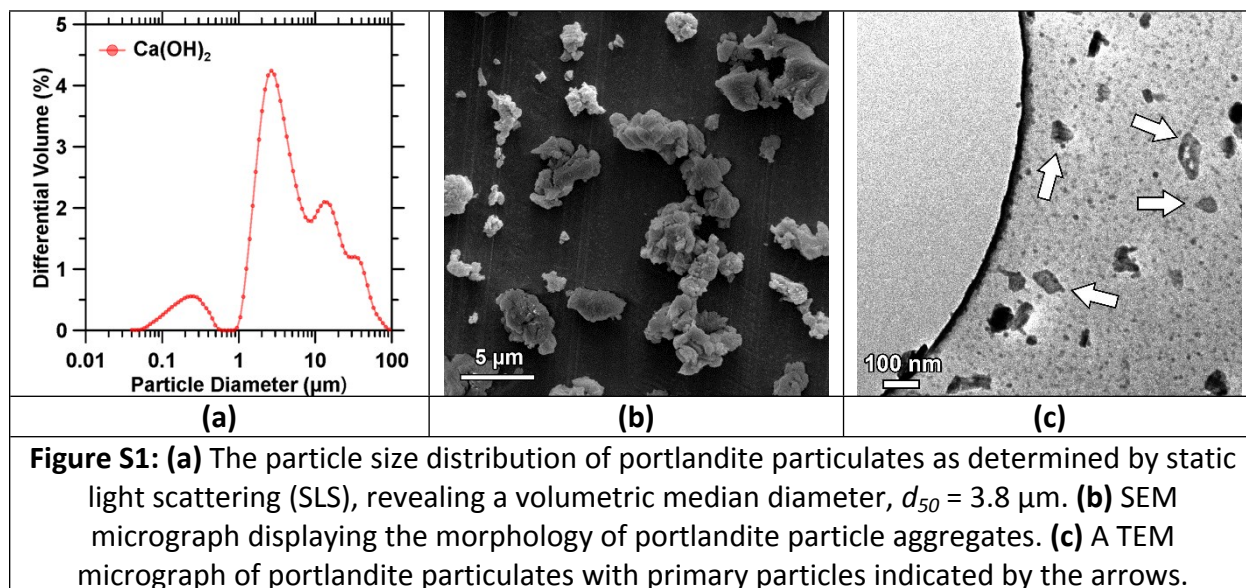 5
4
3
2
1
0
Differential Volume (%)
Ca(OH)₂
0.01 0.1 1 10 100
Particle Diameter (µm)
5 µm
100 nm
(a) (b) (c)
Figure S1: (a) The particle size distribution of portlandite particulates as determined by static
light scattering (SLS), revealing a volumetric median diameter, d₅₀ = 3.8 µm. (b) SEM
micrograph displaying the morphology of portlandite particle aggregates. (c) A TEM
micrograph of portlandite particulates with primary particles indicated by the arrows.